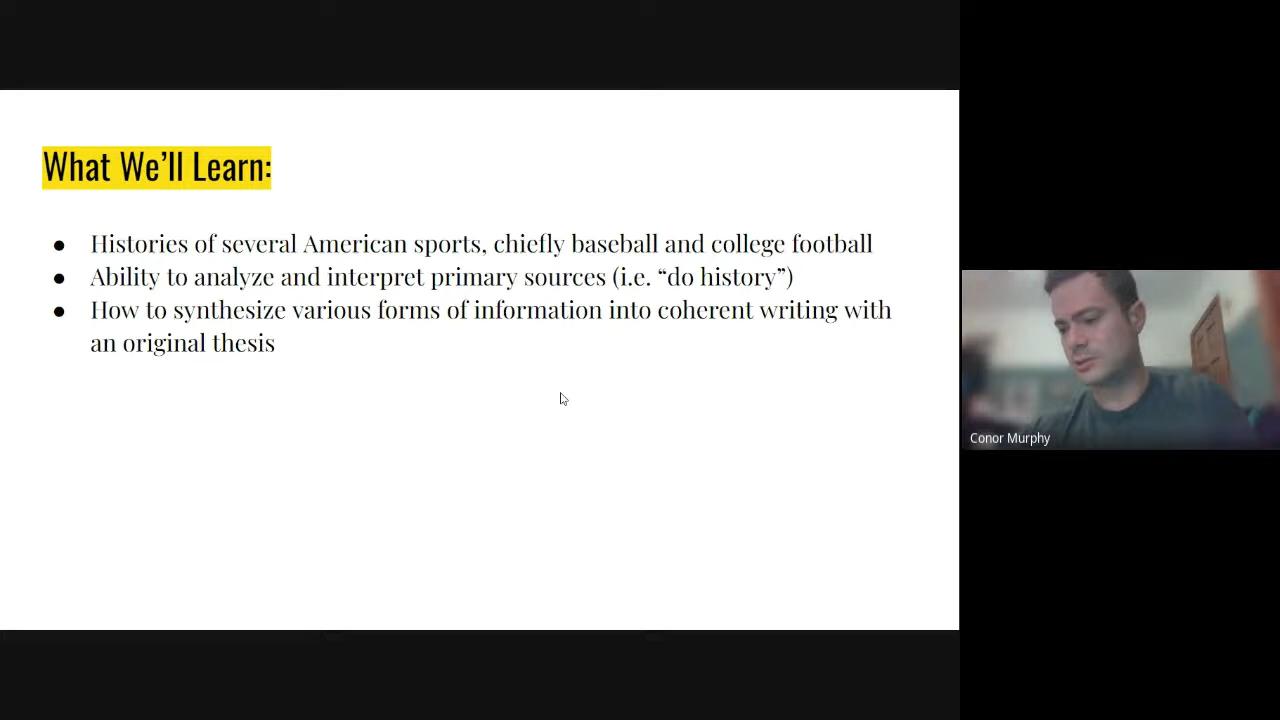 What We’ll Learn:
● Histories of several American sports, chiefly baseball and college football
● Ability to analyze and interpret primary sources (i.e. “do history”)
● How to synthesize various forms of information into coherent writing with
an original thesis
Conor Murphy